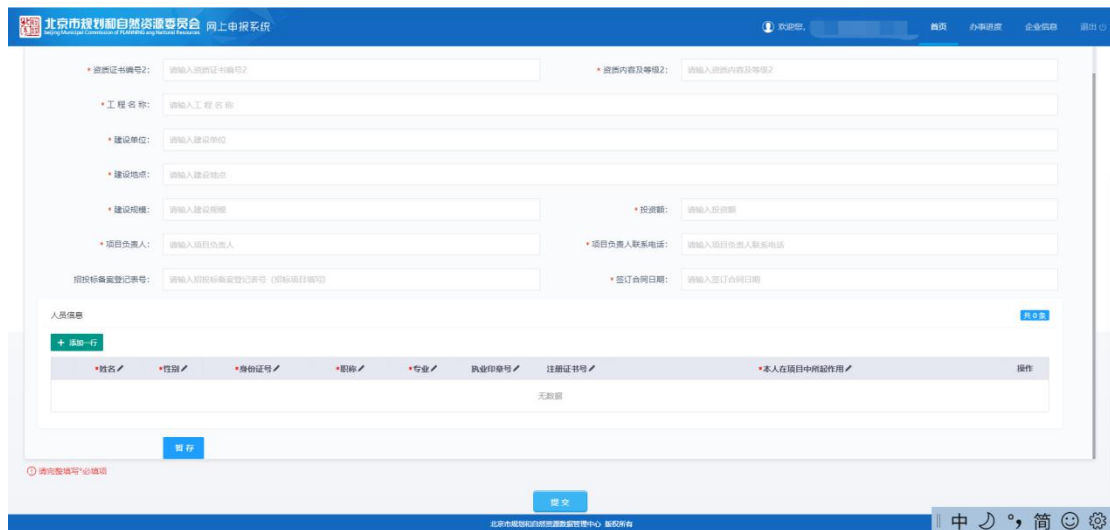 北京市规划和自然资源委员会 网上申报系统
Beijing Municipal Commission of PLANNING ang Natural Resources
欢迎您, 首页 办事进度 企业信息 退出
*资质证书编号2: 请输入资质证书编号2 *资质内容及等级2: 请输入资质内容及等级2
*工 程 名 称: 请输入工 程 名 称
*建设单位: 请输入建设单位
*建设地点: 请输入建设地点
*建设规模: 请输入建设规模 *投资额: 请输入投资额
*项目负责人: 请输入项目负责人 *项目负责人联系电话: 请输入项目负责人联系电话
招投标备案登记表号: 请输入招投标备案登记表号 (招标项目填写) *签订合同日期: 请输入签订合同日期
人员信息 共 0 条
+ 添加一行
*姓名 *性别 *身份证号 *职称 *专业 执业印章号 注册证书号 *本人在项目中所起作用 操作
无数据
暂 存
请完整填写*必填项
提 交
北京市规划和自然资源数据管理中心 版权所有
中 简